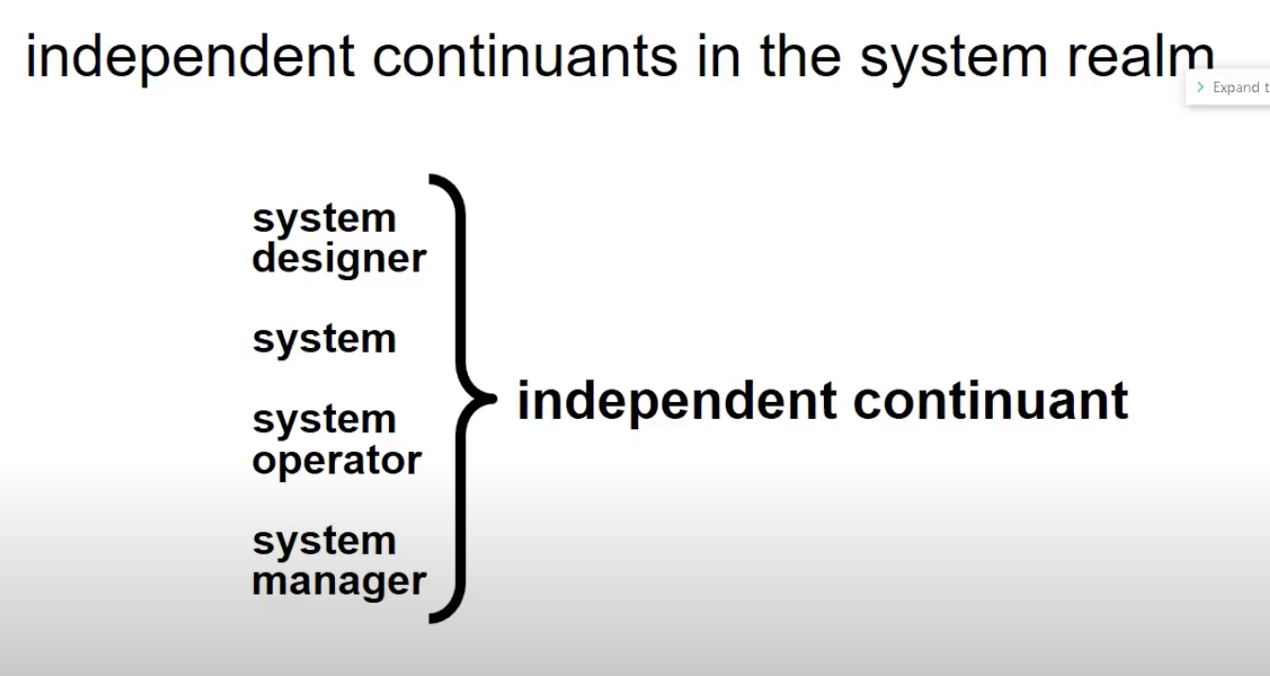 independent continuants in the system realm
Expand t
system
designer
system
independent continuant
system
operator
system
manager